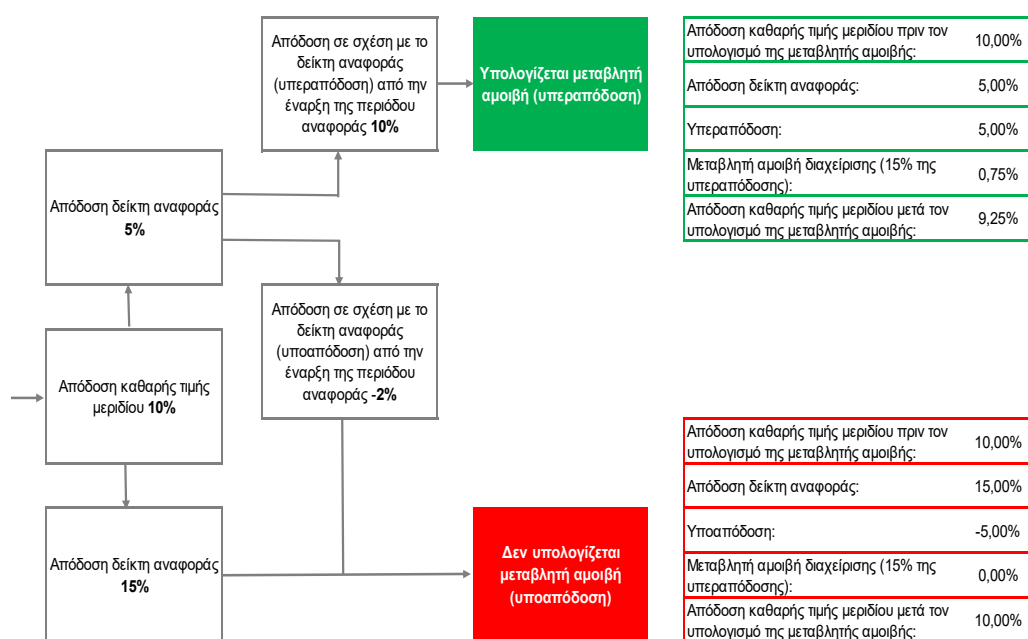 Απόδοση σε σχέση με το
δείκτη αναφοράς
(υπεραπόδοση) από την
έναρξη της περιόδου
αναφοράς 10%
Υπολογίζεται μεταβλητή
αμοιβή (υπεραπόδοση)
Απόδοση καθαρής τιμής μεριδίου πριν τον
υπολογισμό της μεταβλητής αμοιβής:
10,00%
Απόδοση δείκτη αναφοράς:
5,00%
Υπεραπόδοση:
5,00%
Μεταβλητή αμοιβή διαχείρισης (15% της
υπεραπόδοσης):
0,75%
Απόδοση καθαρής τιμής μεριδίου μετά τον
υπολογισμό της μεταβλητής αμοιβής:
9,25%
Απόδοση δείκτη αναφοράς
5%
Απόδοση σε σχέση με το
δείκτη αναφοράς
(υποαπόδοση) από την
έναρξη της περιόδου
αναφοράς -2%
Απόδοση καθαρής τιμής
μεριδίου 10%
Απόδοση δείκτη αναφοράς
15%
Δεν υπολογίζεται
μεταβλητή αμοιβή
(υποαπόδοση)
Απόδοση καθαρής τιμής μεριδίου πριν τον
υπολογισμό της μεταβλητής αμοιβής:
10,00%
Απόδοση δείκτη αναφοράς:
15,00%
Υποαπόδοση:
-5,00%
Μεταβλητή αμοιβή διαχείρισης (15% της
υπεραπόδοσης):
0,00%
Απόδοση καθαρής τιμής μεριδίου μετά τον
υπολογισμό της μεταβλητής αμοιβής:
10,00%